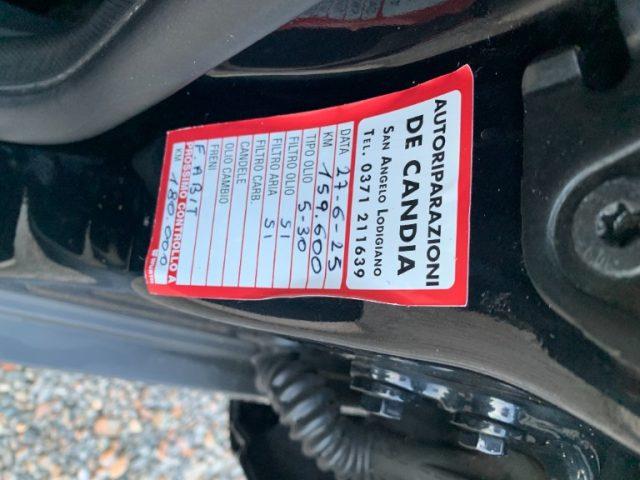 AUTORIPARAZIONI
DE CANDIA
SAN ANGELO LODIGIANO
TEL. 0371 211639
DATA 27-6-25
KM 159.600
TIPO OLIO 5-30
FILTRO OLIO SI
FILTRO ARIA SI
FILTRO CARB.
CANDELE
OLIO CAMBIO
FRENI
F. ABIT
PROSSIMO CONTROLLO A
KM 180.000